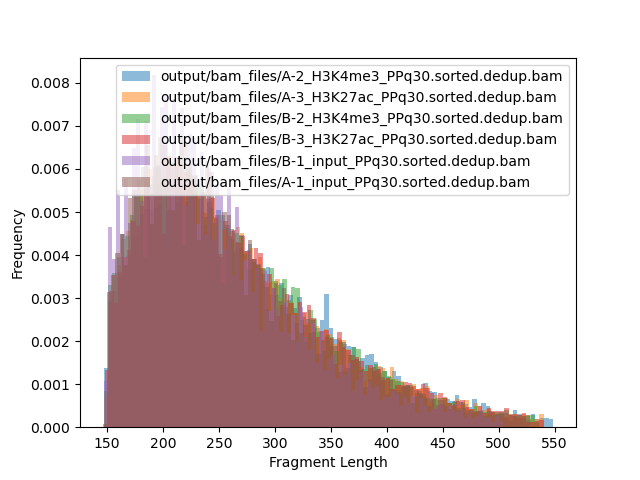 output/bam_files/A-2_H3K4me3_PPq30.sorted.dedup.bam
output/bam_files/A-3_H3K27ac_PPq30.sorted.dedup.bam
output/bam_files/B-2_H3K4me3_PPq30.sorted.dedup.bam
output/bam_files/B-3_H3K27ac_PPq30.sorted.dedup.bam
output/bam_files/B-1_input_PPq30.sorted.dedup.bam
output/bam_files/A-1_input_PPq30.sorted.dedup.bam
Frequency
0.008
0.007
0.006
0.005
0.004
0.003
0.002
0.001
0.000
150 200 250 300 350 400 450 500 550
Fragment Length